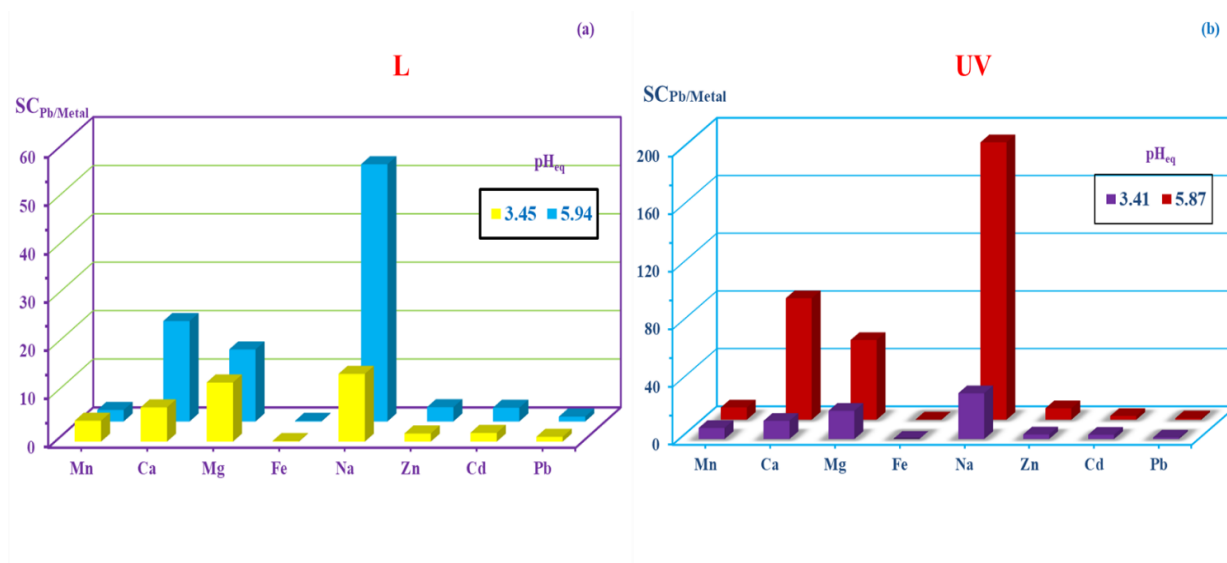 (a)
L
SCPb/Metal
60
50
40
30
20
10
0
pHeq
3.45 5.94
Mn Ca Mg Fe Na Zn Cd Pb
(b)
UV
SCPb/Metal
200
160
120
80
40
0
pHeq
3.41 5.87
Mn Ca Mg Fe Na Zn Cd Pb